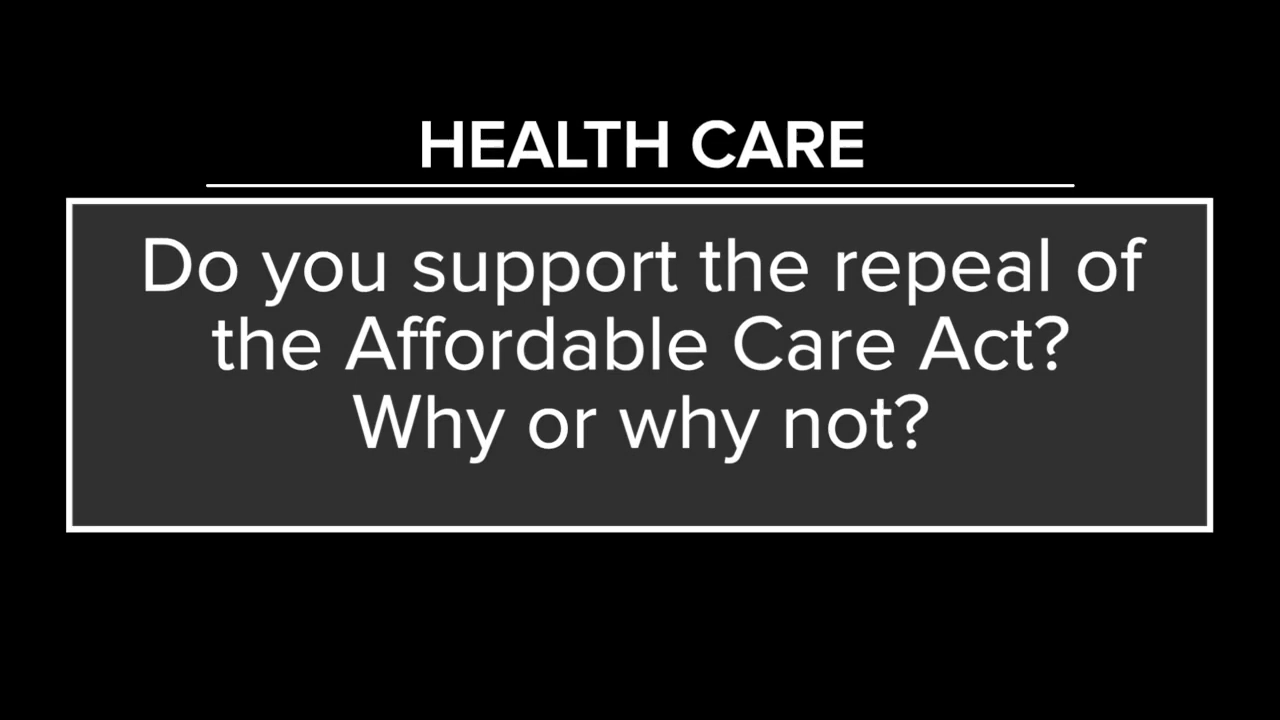 HEALTH CARE
Do you support the repeal of
the Affordable Care Act?
Why or why not?